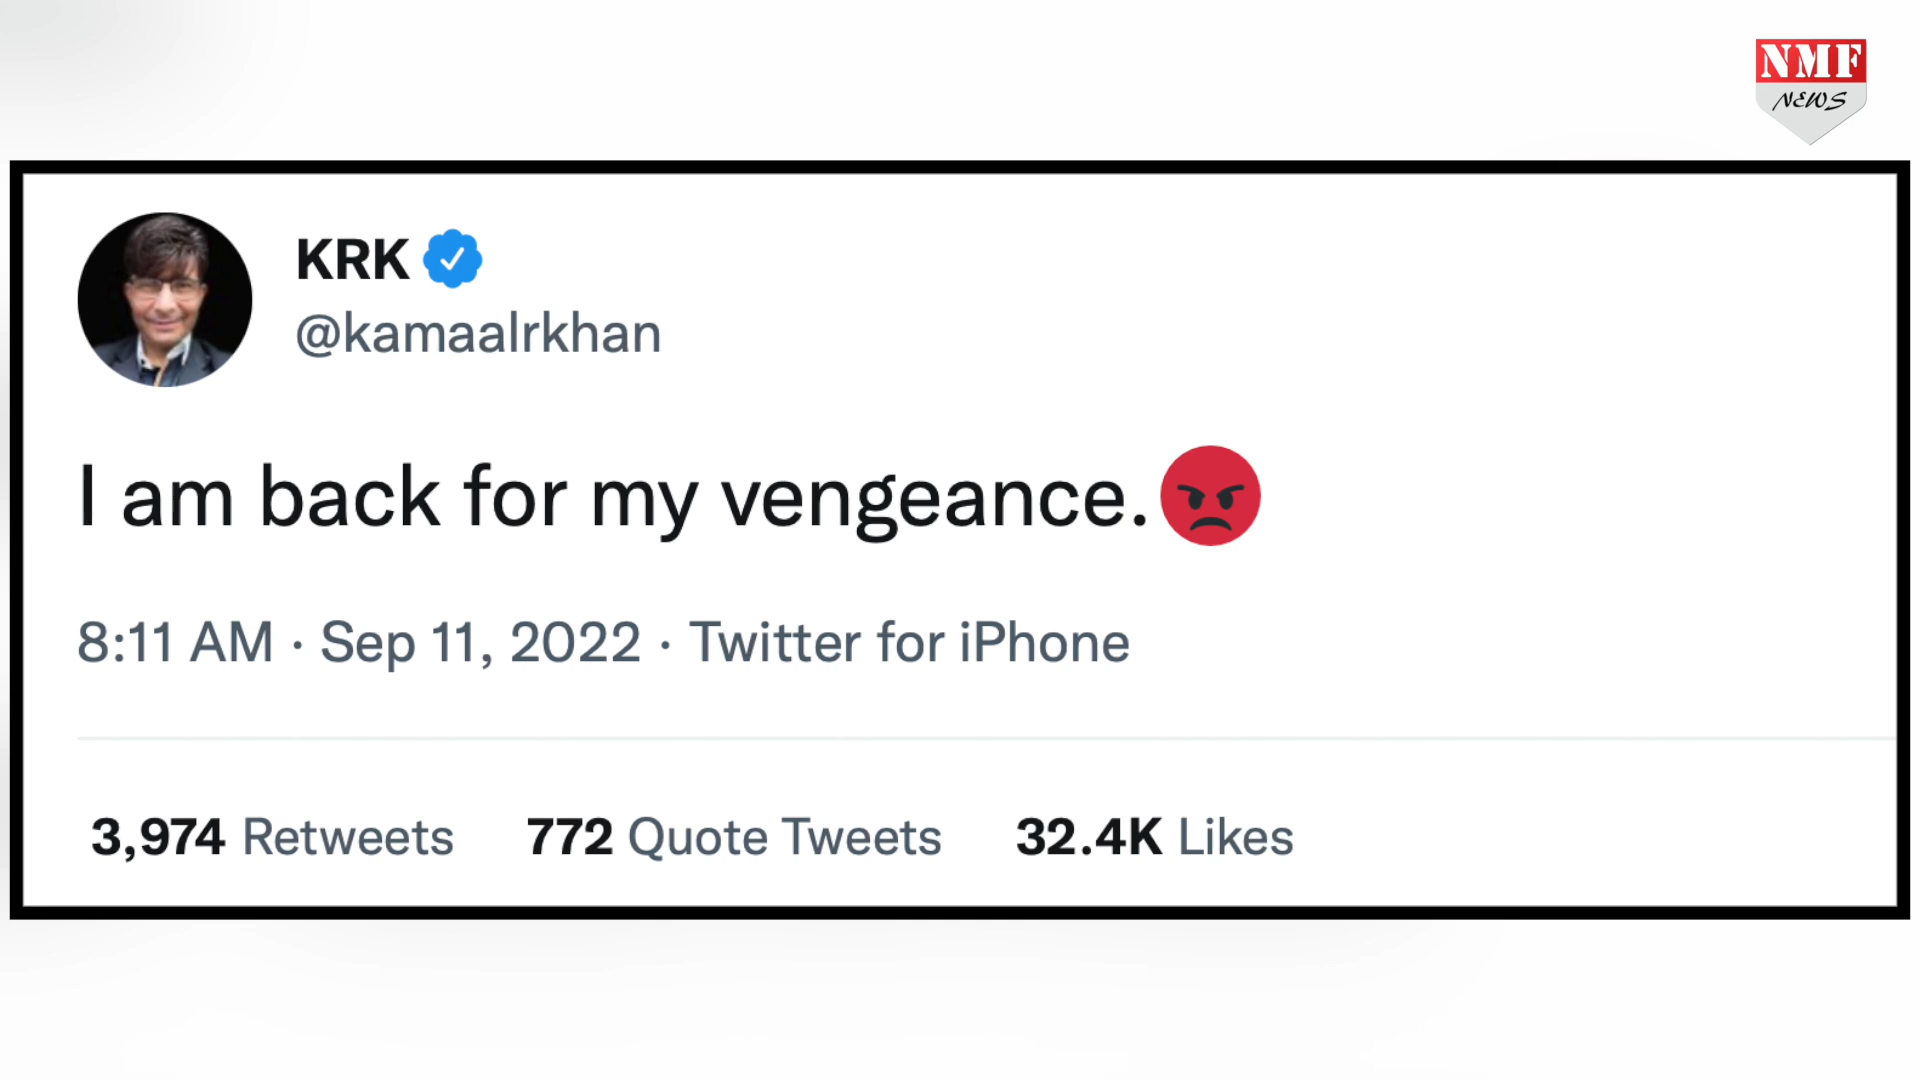 NMF
NEWS
KRK
@kamaalrkhan
I am back for my vengeance.😡
8:11 AM · Sep 11, 2022 · Twitter for iPhone
3,974 Retweets 772 Quote Tweets 32.4K Likes